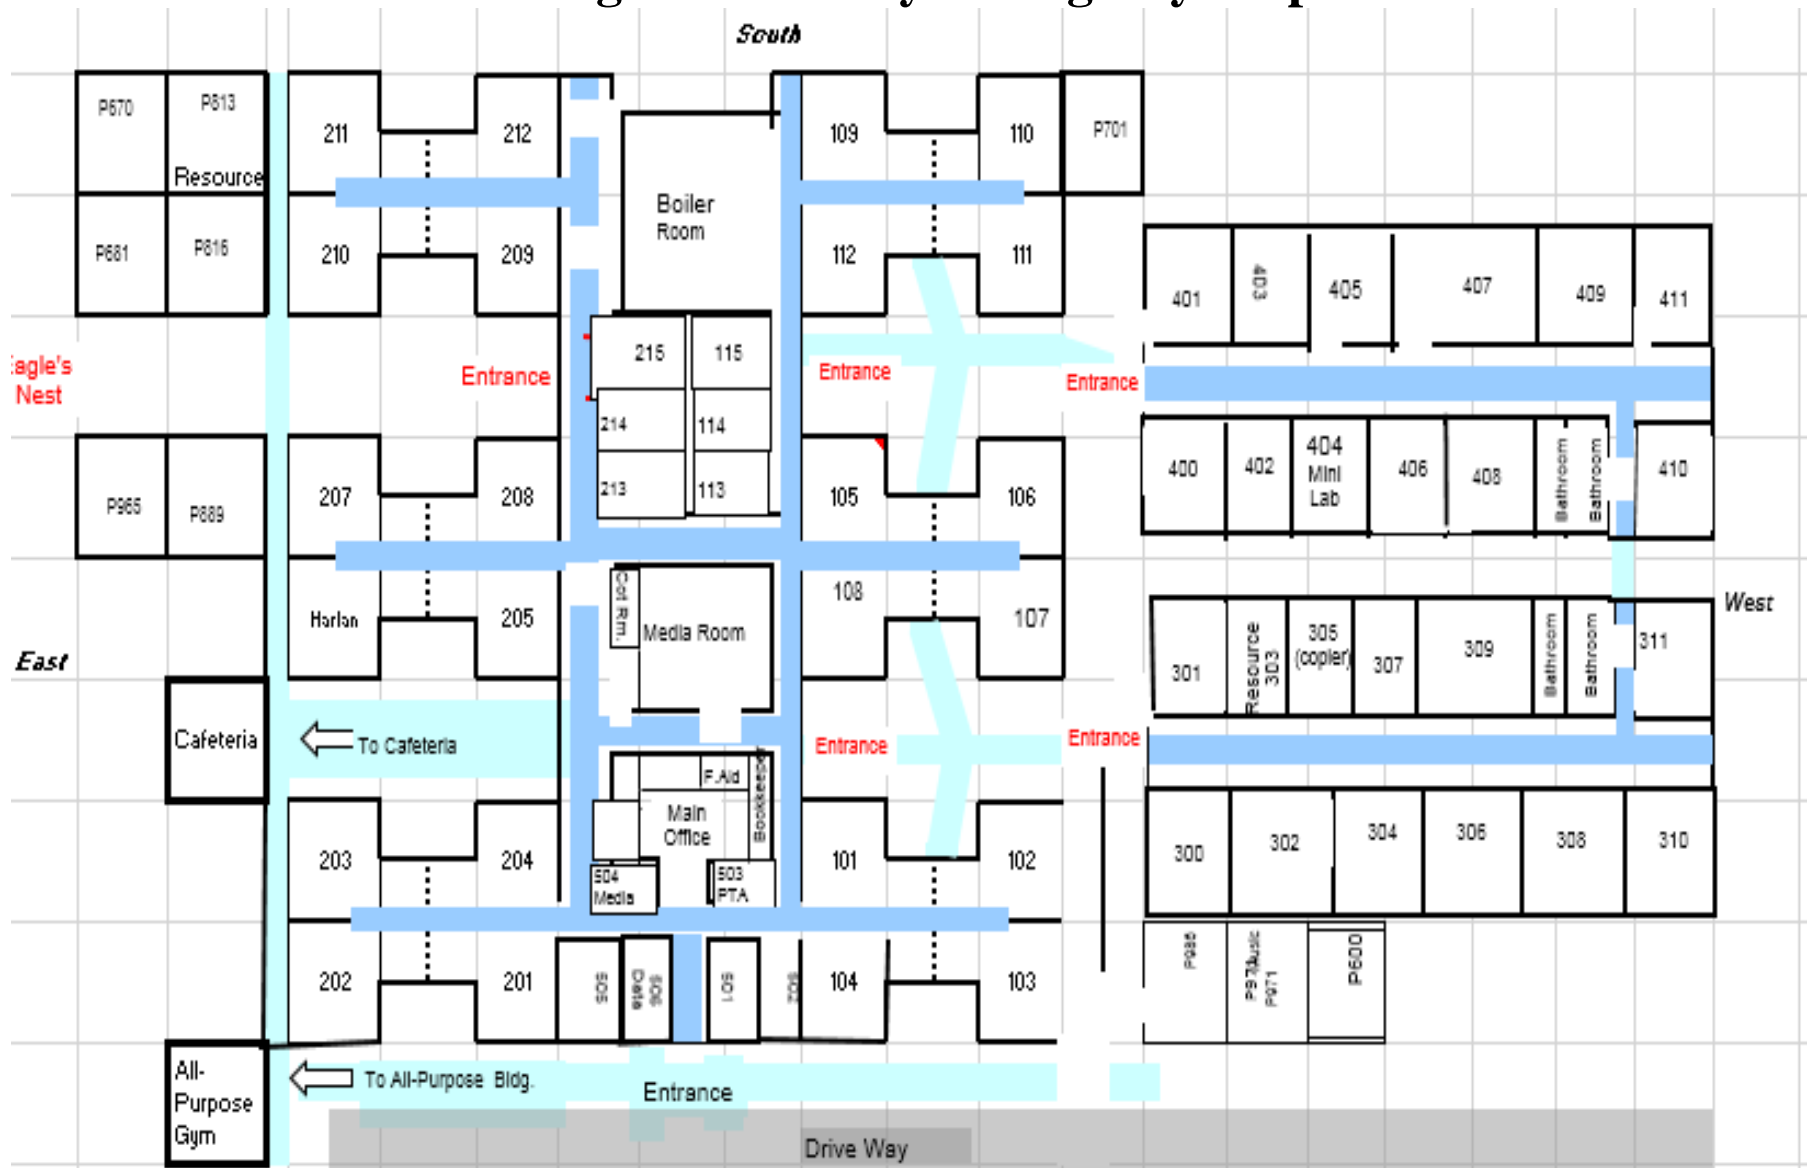 South
P670
P813
211
212
109
110
P701
Resource
Boiler
Room
P681
P816
210
209
112
111
401
403
405
407
409
411
agle's
Nest
Entrance
215
115
Entrance
Entrance
214
114
213
113
P965
P889
207
208
105
106
400
402
404
Mini
Lab
406
408
Bathroom
Bathroom
410
Harlan
205
Cot Rm.
Media Room
108
107
301
Resource
303
305
(copier)
307
309
Bathroom
Bathroom
311
West
East
Cafeteria
To Cafeteria
Entrance
Entrance
F.Aid
Bookkeeper
Main
Office
203
204
504
Media
503
PTA
101
102
300
302
304
306
308
310
202
201
505
506
Data
501
502
104
103
P986
P971
Music
P971
P600
All-
Purpose
Gym
To All-Purpose Bldg.
Entrance
Drive Way